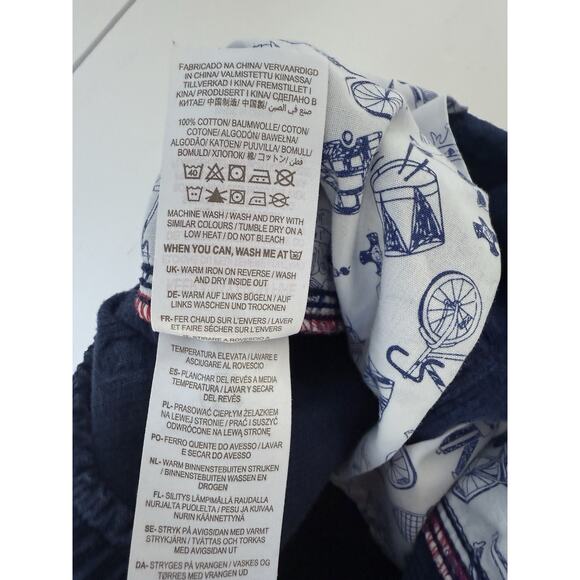 FABRICADO NA CHINA/ VERVAARDIGD
IN CHINA/ VALMISTETTU KIINASSA/
TILLVERKAD I KINA/ FREMSTILLET I
KINA/ PRODUSERT I KINA/ СДЕЛАНО В
КИТАЕ/ 中国制造/ 中国製/ صنع في الصين
100% COTTON/ BAUMWOLLE/ COTON/
COTONE/ ALGODÓN/ BAWEŁNA/
ALGODÃO/ KATOEN/ PUUVILLA/ BOMULL/
BOMULD/ ХЛОПОК/ 棉/ コットン/ قطن
40
MACHINE WASH / WASH AND DRY WITH
SIMILAR COLOURS / TUMBLE DRY ON A
LOW HEAT / DO NOT BLEACH
WHEN YOU CAN, WASH ME AT 30
UK- WARM IRON ON REVERSE / WASH
AND DRY INSIDE OUT
DE- WARM AUF LINKS BÜGELN / AUF
LINKS WASCHEN UND TROCKNEN
FR- FER CHAUD SUR L'ENVERS / LAVER
ET FAIRE SÉCHER SUR L'ENVERS
IT- STIRARE A ROVESCIO A
TEMPERATURA ELEVATA / LAVARE E
ASCIUGARE AL ROVESCIO
ES- PLANCHAR DEL REVÉS A MEDIA
TEMPERATURA / LAVAR Y SECAR
DEL REVÉS
PL- PRASOWAĆ CIEPŁYM ŻELAZKIEM
NA LEWEJ STRONIE / PRAĆ I SUSZYĆ
ODWRÓCONE NA LEWĄ STRONĘ
PO- FERRO QUENTE DO AVESSO / LAVAR
E SECAR DO AVESSO
NL- WARM BINNENSTEBUITEN STRIJKEN
/ BINNENSTEBUITEN WASSEN EN
DROGEN
FL- SILITYS LÄMPIMÄLLÄ RAUDALLA
NURJALTA PUOLELTA / PESU JA KUIVAUS
NURIN KÄÄNNETTYNÄ
SE- STRYK PÅ AVIGSIDAN MED VARMT
STRYKJÄRN / TVÄTTAS OCH TORKAS
MED AVIGSIDAN UT
DA- STRYGES PÅ VRANGEN / VASKES OG
TØRRES MED VRANGEN UD